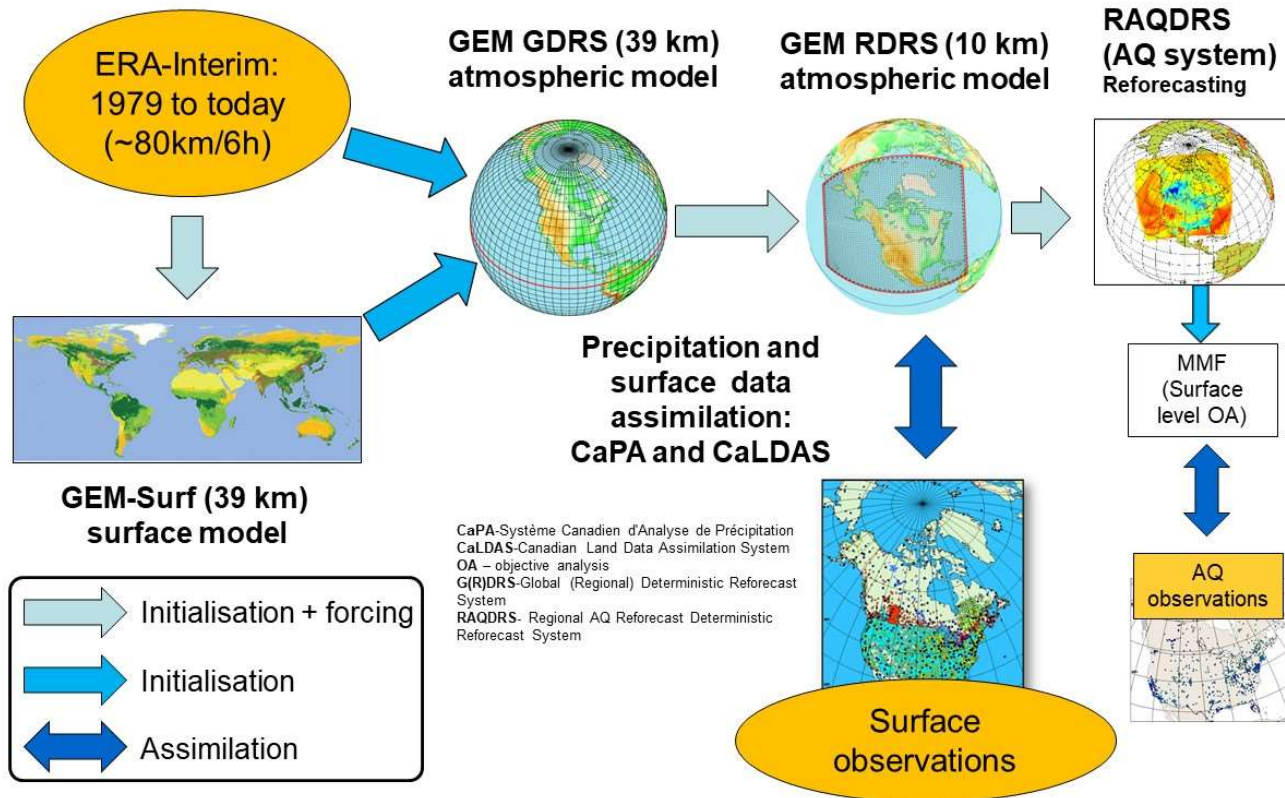 ERA-Interim:
1979 to today
(~80km/6h)
GEM GDRS (39 km)
atmospheric model
GEM RDRS (10 km)
atmospheric model
RAQDRS
(AQ system)
Reforecasting
GEM-Surf (39 km)
surface model
Precipitation and
surface data
assimilation:
CaPA and CaLDAS
MMF
(Surface
level OA)
CaPA-Système Canadien d'Analyse de Précipitation
CaLDAS-Canadian Land Data Assimilation System
OA – objective analysis
G(R)DRS-Global (Regional) Deterministic Reforecast
System
RAQDRS- Regional AQ Reforecast Deterministic
Reforecast System
AQ
observations
Surface
observations
Initialisation + forcing
Initialisation
Assimilation